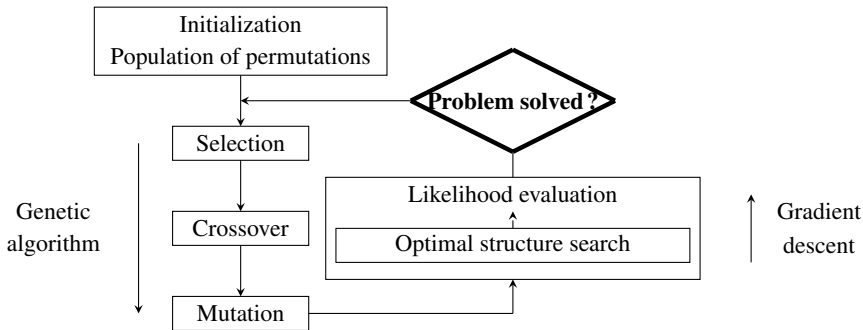 Initialization
Population of permutations
Problem solved ?
Selection
Likelihood evaluation
Genetic
algorithm
Crossover
Optimal structure search
Gradient
descent
Mutation